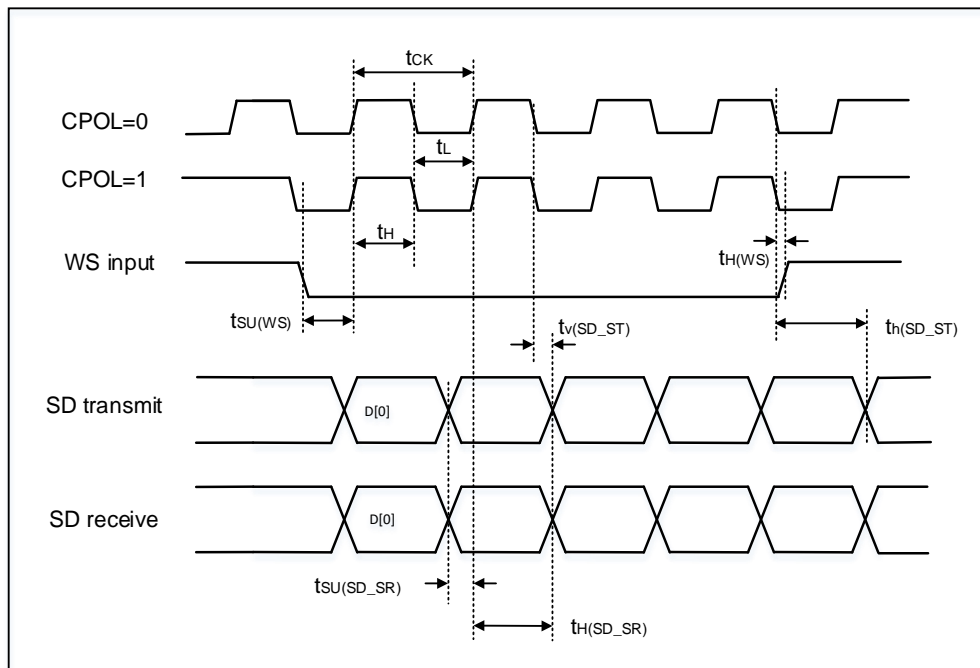 tCK
CPOL=0
tL
CPOL=1
tH
tH(WS)
WS input
tSU(WS)
tv(SD_ST)
th(SD_ST)
SD transmit
D[0]
SD receive
D[0]
tSU(SD_SR)
tH(SD_SR)